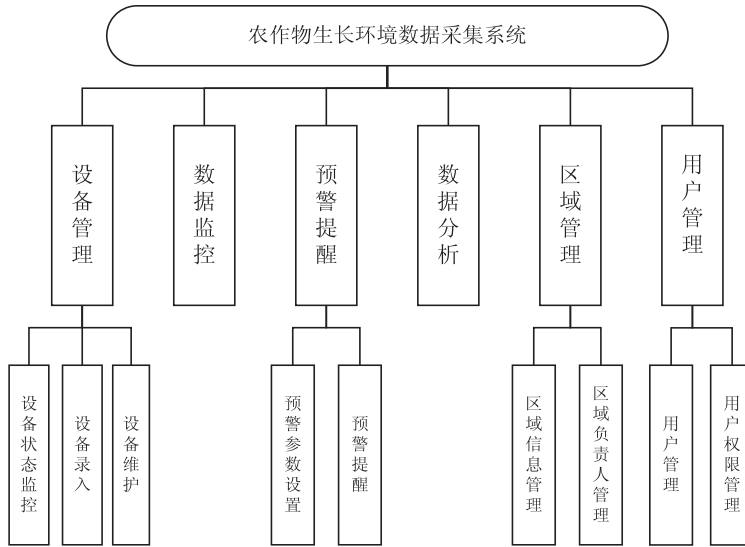 农作物生长环境数据采集系统
设备管理
数据监控
预警提醒
数据分析
区域管理
用户管理
设备状态监控
设备录入
设备维护
预警参数设置
预警提醒
区域信息管理
区域负责人管理
用户管理
用户权限管理